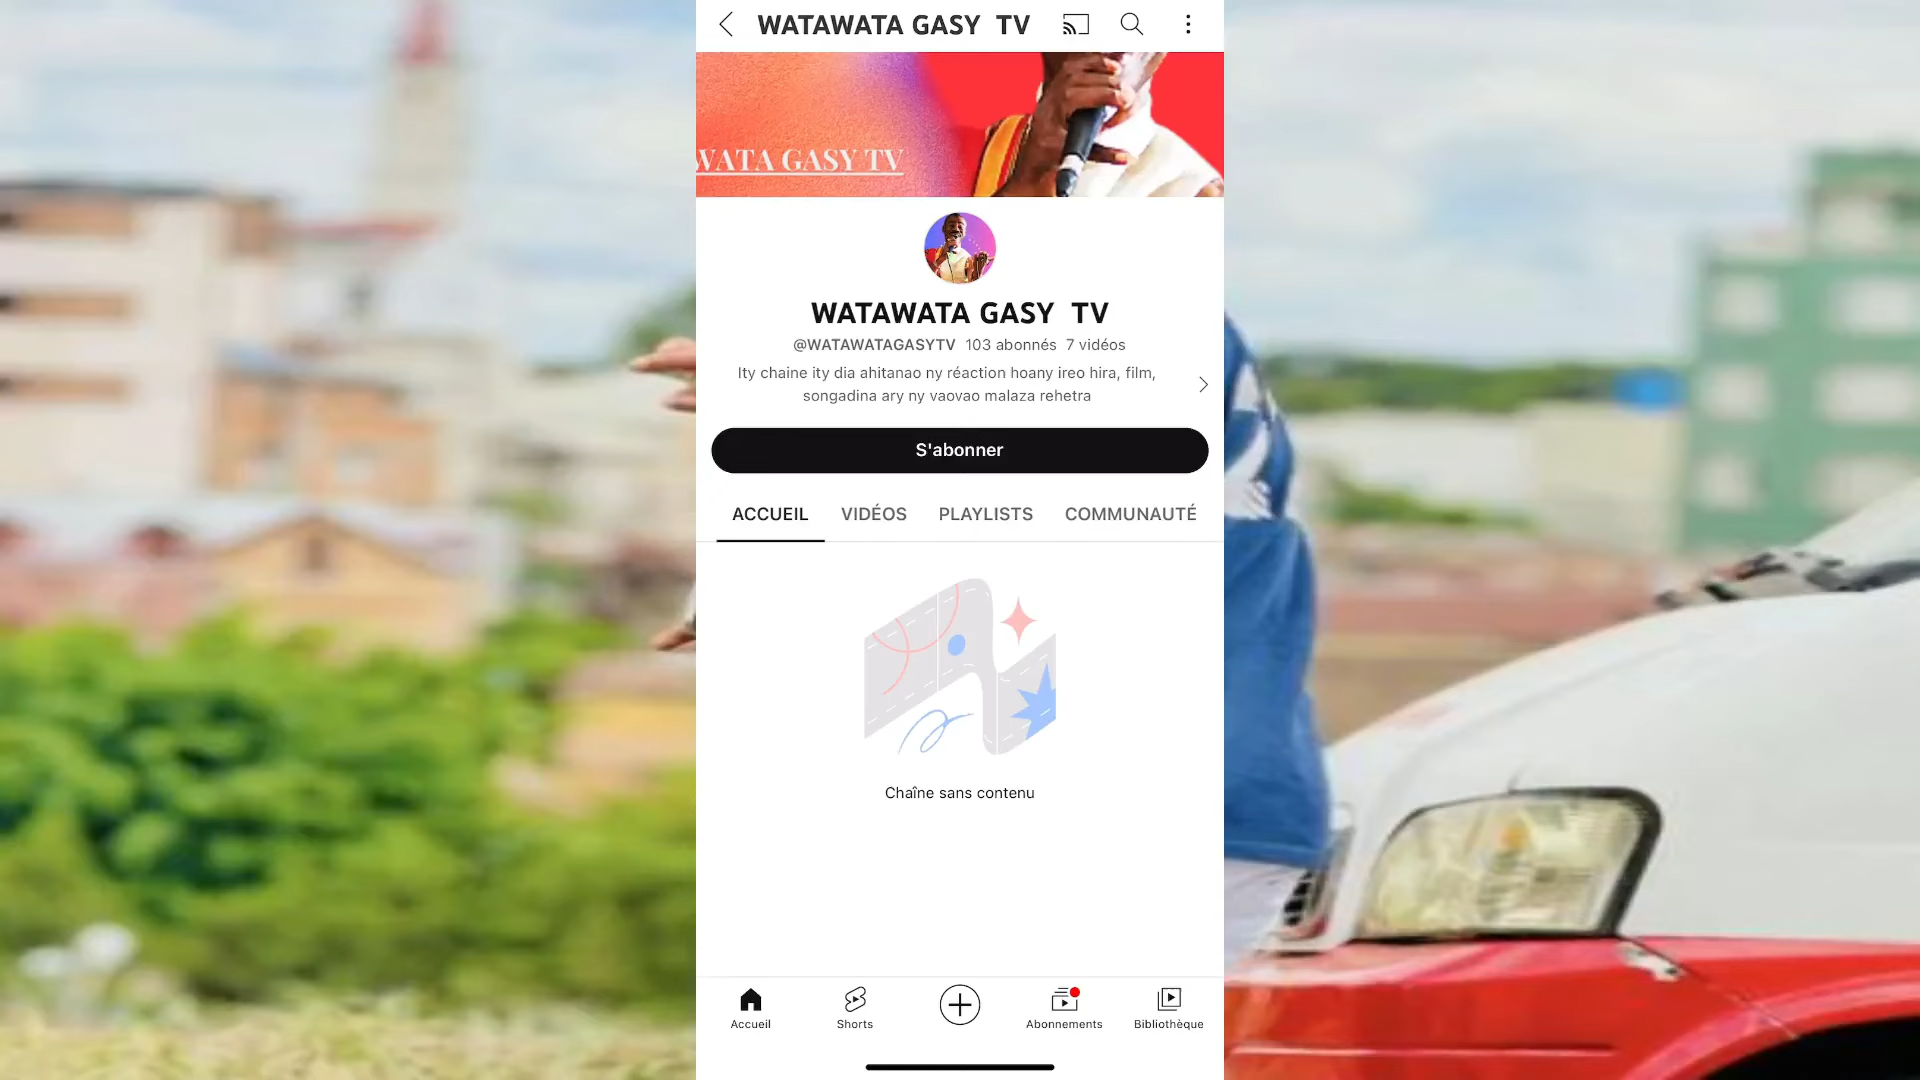 WATAWATA GASY TV
WATA GASY TV
WATAWATA GASY TV
@WATAWATAGASYTV 103 abonnés 7 vidéos
Ity chaine ity dia ahitanao ny réaction hoany ireo hira, film,
songadina ary ny vaovao malaza rehetra
S'abonner
ACCUEIL VIDÉOS PLAYLISTS COMMUNAUTÉ
Chaîne sans contenu
Accueil Shorts Abonnements Bibliothèque